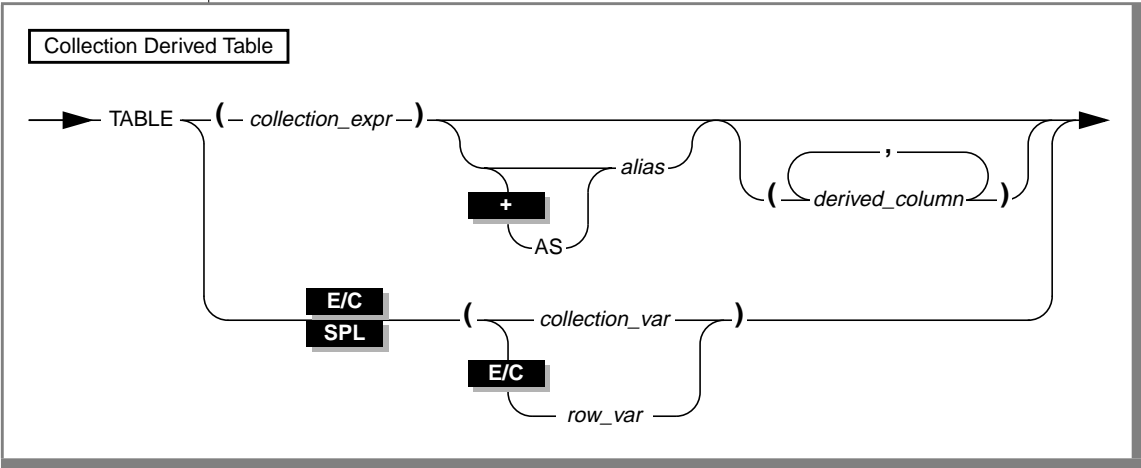 Collection Derived Table
TABLE ( collection_expr ) 
alias
,
+
( derived_column )
AS
E/C
SPL
( collection_var )
E/C
row_var